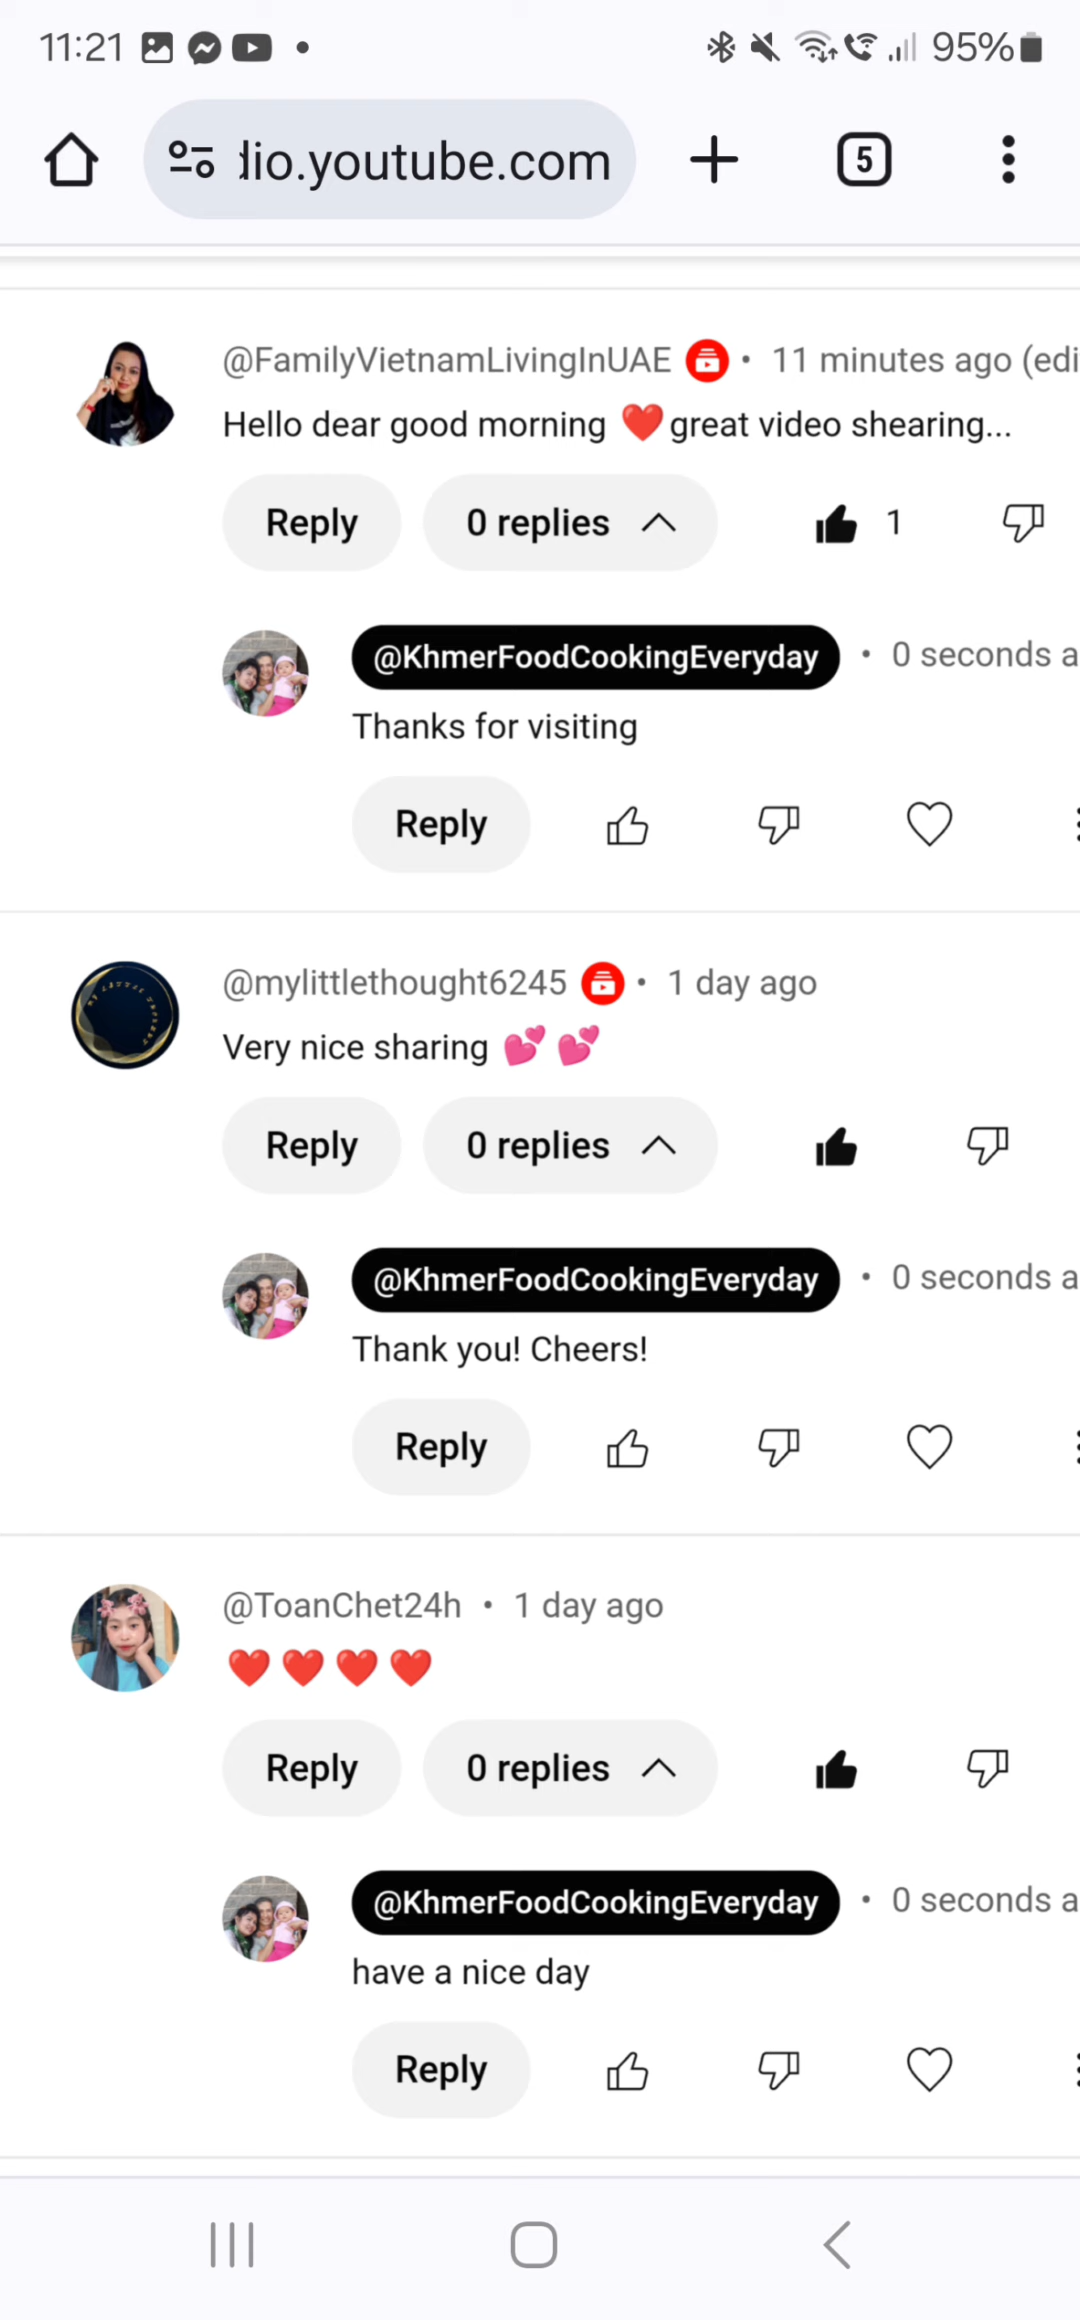 11:21
95%
dio.youtube.com
5
@FamilyVietnamLivingInUAE • 11 minutes ago (edi
Hello dear good morning ❤️great video shearing...
Reply
0 replies
1
@KhmerFoodCookingEveryday • 0 seconds a
Thanks for visiting
Reply
@mylittlethought6245 • 1 day ago
Very nice sharing 💕 💕
Reply
0 replies
@KhmerFoodCookingEveryday • 0 seconds a
Thank you! Cheers!
Reply
@ToanChet24h • 1 day ago
❤️ ❤️ ❤️ ❤️
Reply
0 replies
@KhmerFoodCookingEveryday • 0 seconds a
have a nice day
Reply